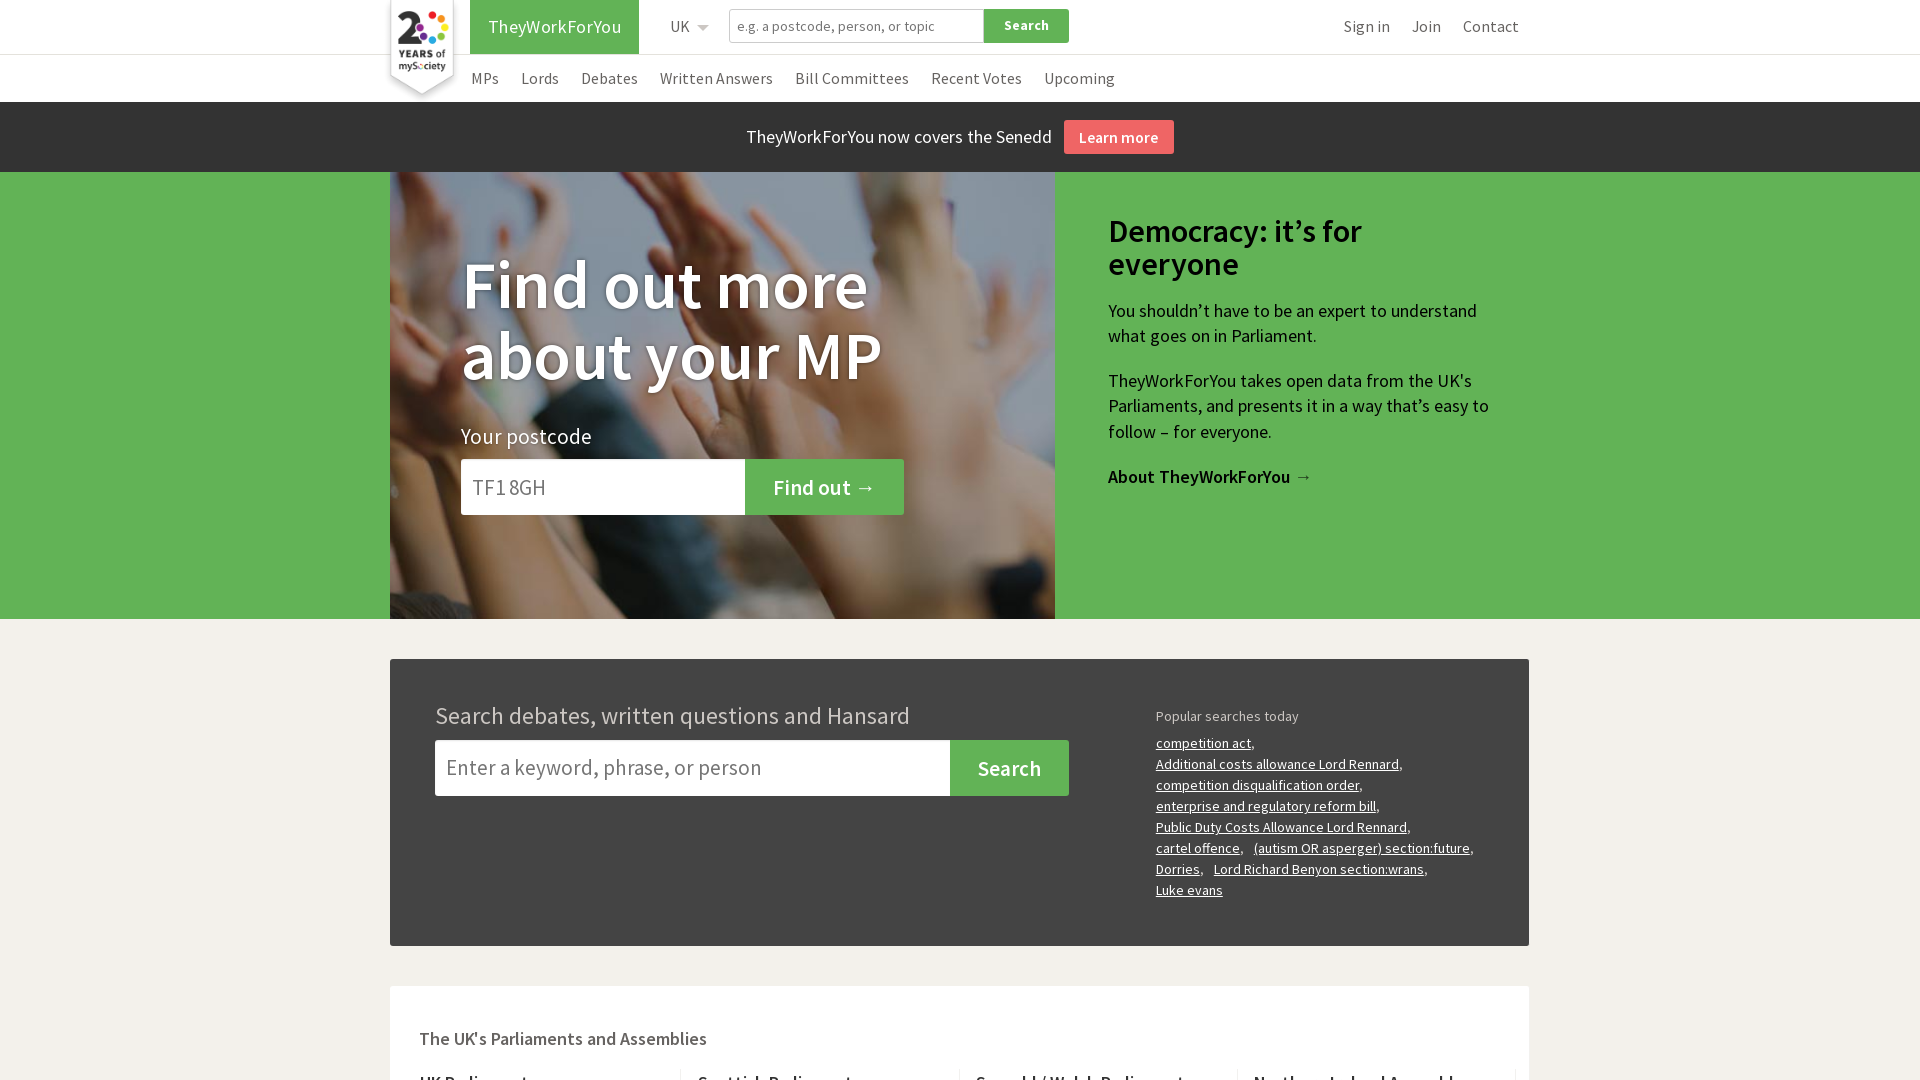 20
YEARS of
mySociety
TheyWorkForYou
UK
e.g. a postcode, person, or topic
Search
Sign in
Join
Contact
MPs
Lords
Debates
Written Answers
Bill Committees
Recent Votes
Upcoming
TheyWorkForYou now covers the Senedd
Learn more
Find out more
about your MP
Your postcode
TF1 8GH
Find out →
Democracy: it’s for
everyone
You shouldn’t have to be an expert to understand
what goes on in Parliament.
TheyWorkForYou takes open data from the UK's
Parliaments, and presents it in a way that’s easy to
follow – for everyone.
About TheyWorkForYou →
Search debates, written questions and Hansard
Enter a keyword, phrase, or person
Search
Popular searches today
competition act,
Additional costs allowance Lord Rennard,
competition disqualification order,
enterprise and regulatory reform bill,
Public Duty Costs Allowance Lord Rennard,
cartel offence, (autism OR asperger) section:future,
Dorries, Lord Richard Benyon section:wrans,
Luke evans
The UK's Parliaments and Assemblies